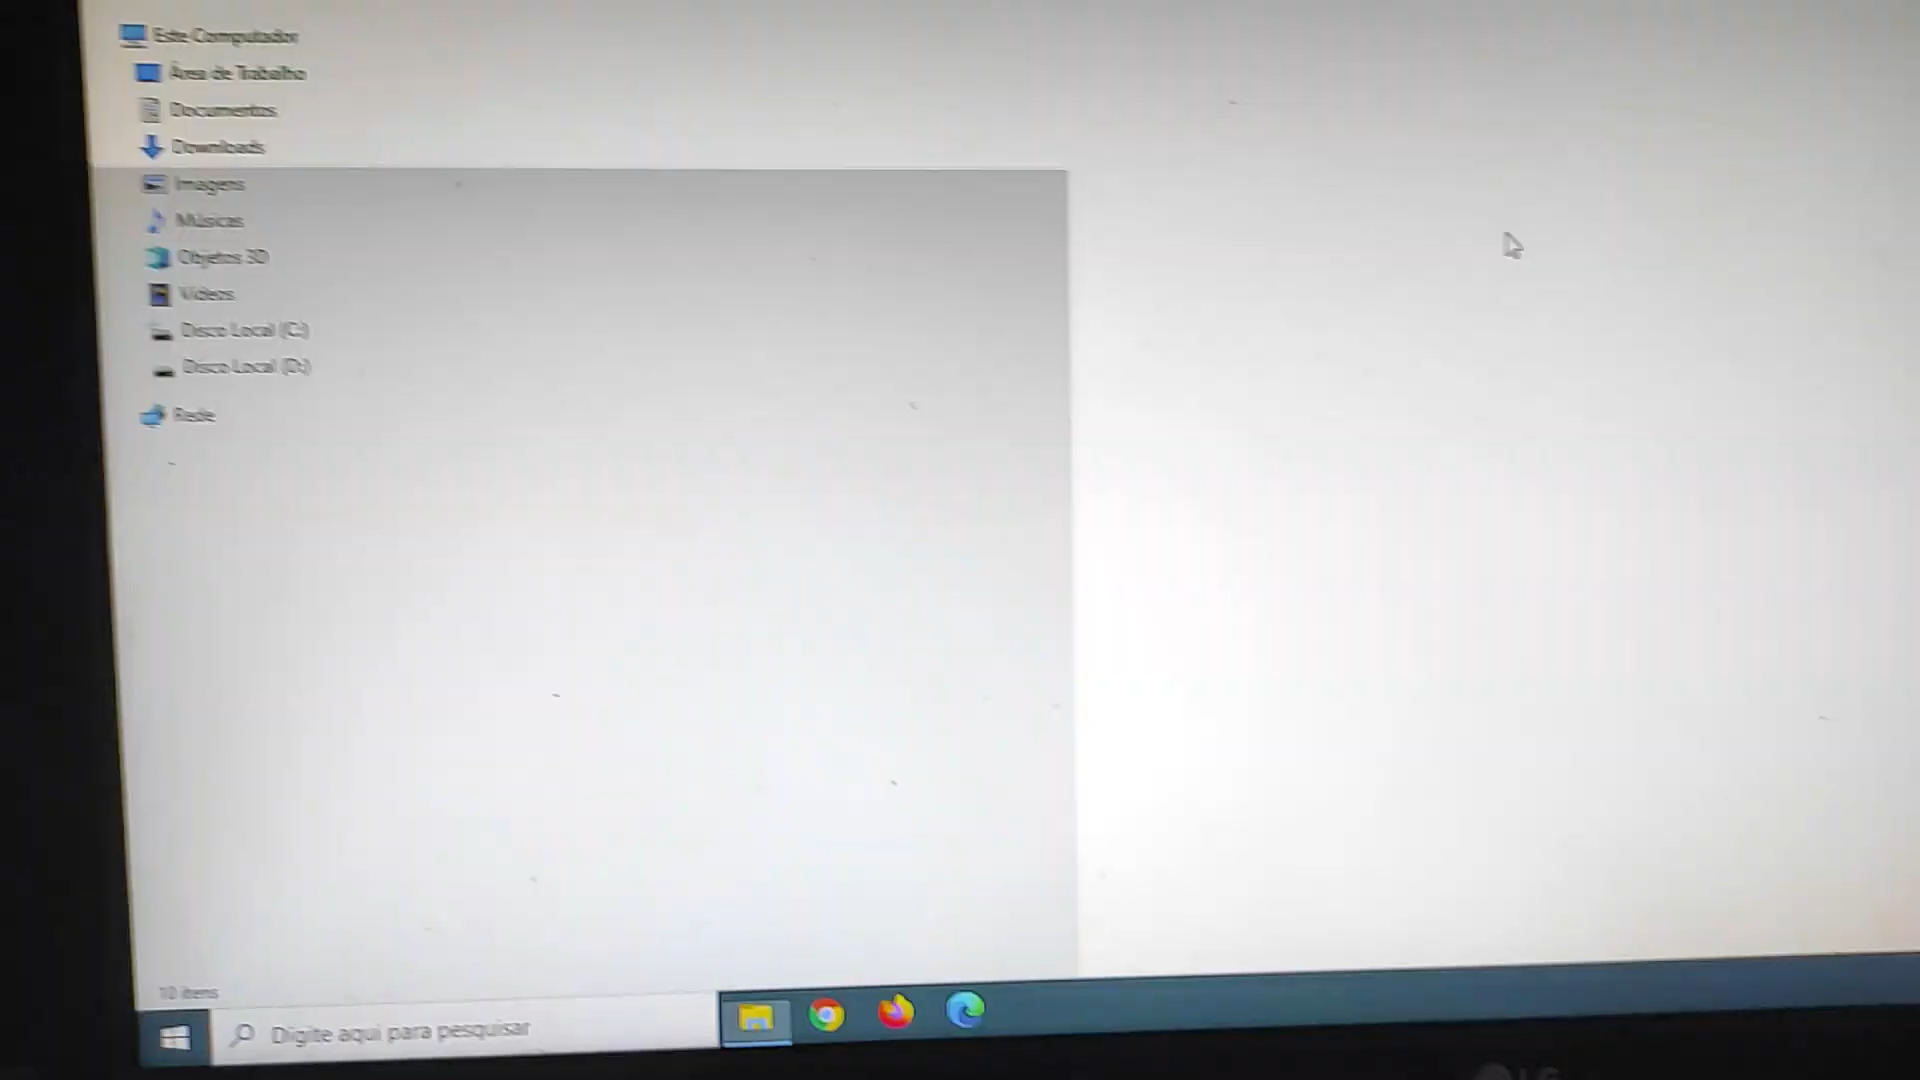 Este Computador
Área de Trabalho
Documentos
Downloads
Imagens
Músicas
Objetos 3D
Vídeos
Disco Local (C:)
Disco Local (D:)
Rede
10 itens
Digite aqui para pesquisar
LG